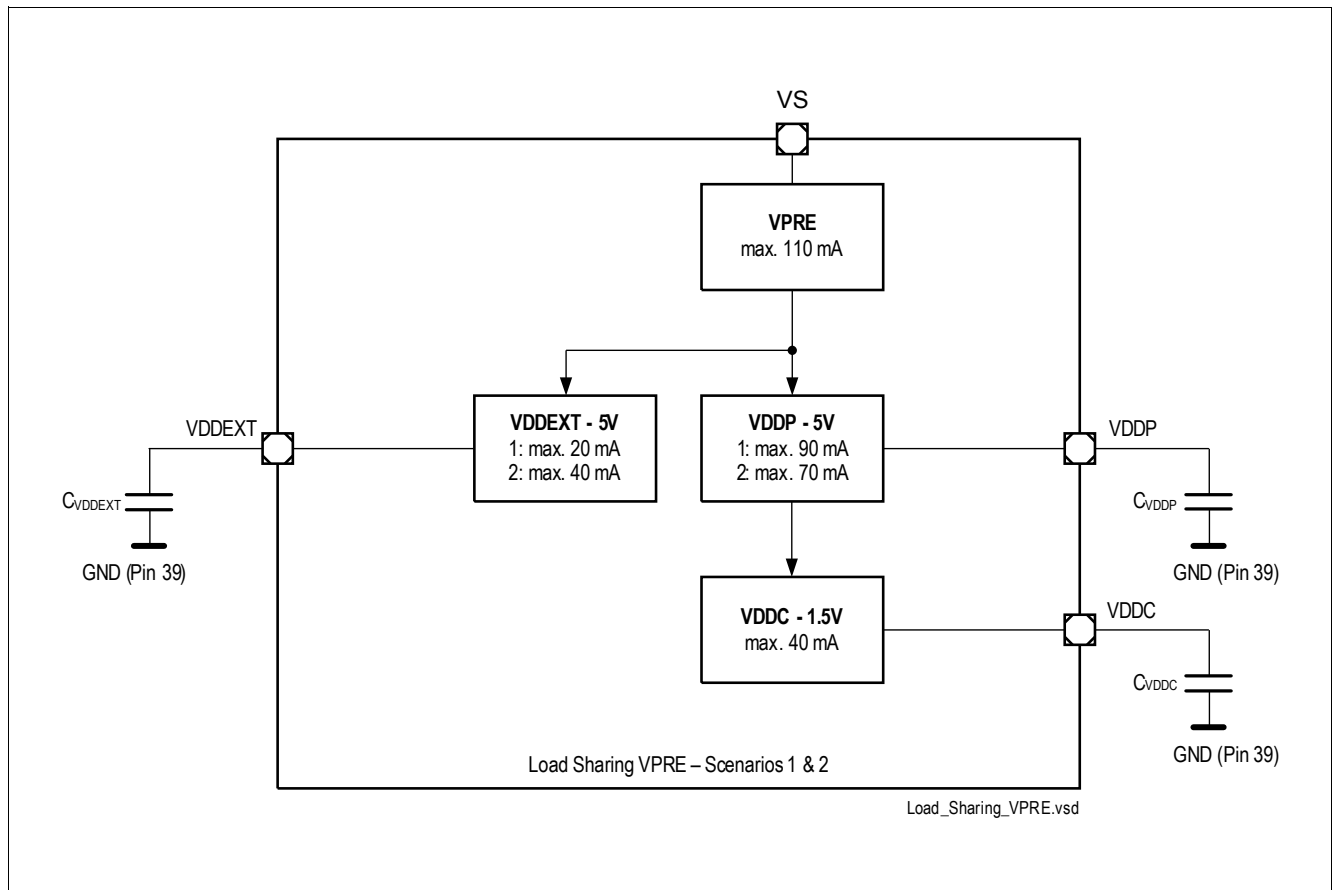 VS
VPRE
max. 110 mA
VDDEXT
VDDEXT - 5V
1: max. 20 mA
2: max. 40 mA
VDDP - 5V
1: max. 90 mA
2: max. 70 mA
VDDP
CVDDEXT
GND (Pin 39)
CVDDP
GND (Pin 39)
VDDC - 1.5V
max. 40 mA
VDDC
CVDDC
GND (Pin 39)
Load Sharing VPRE – Scenarios 1 & 2
Load_Sharing_VPRE.vsd